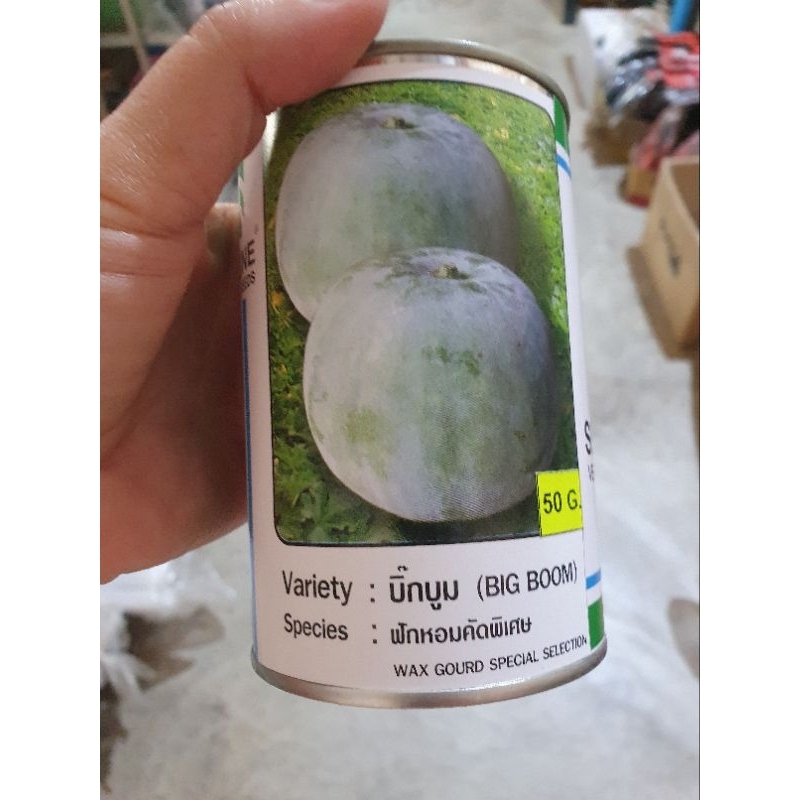 50 G.
Variety : บิ๊กบูม (BIG BOOM)
Species : ฟักหอมคัดพิเศษ
WAX GOURD SPECIAL SELECTION